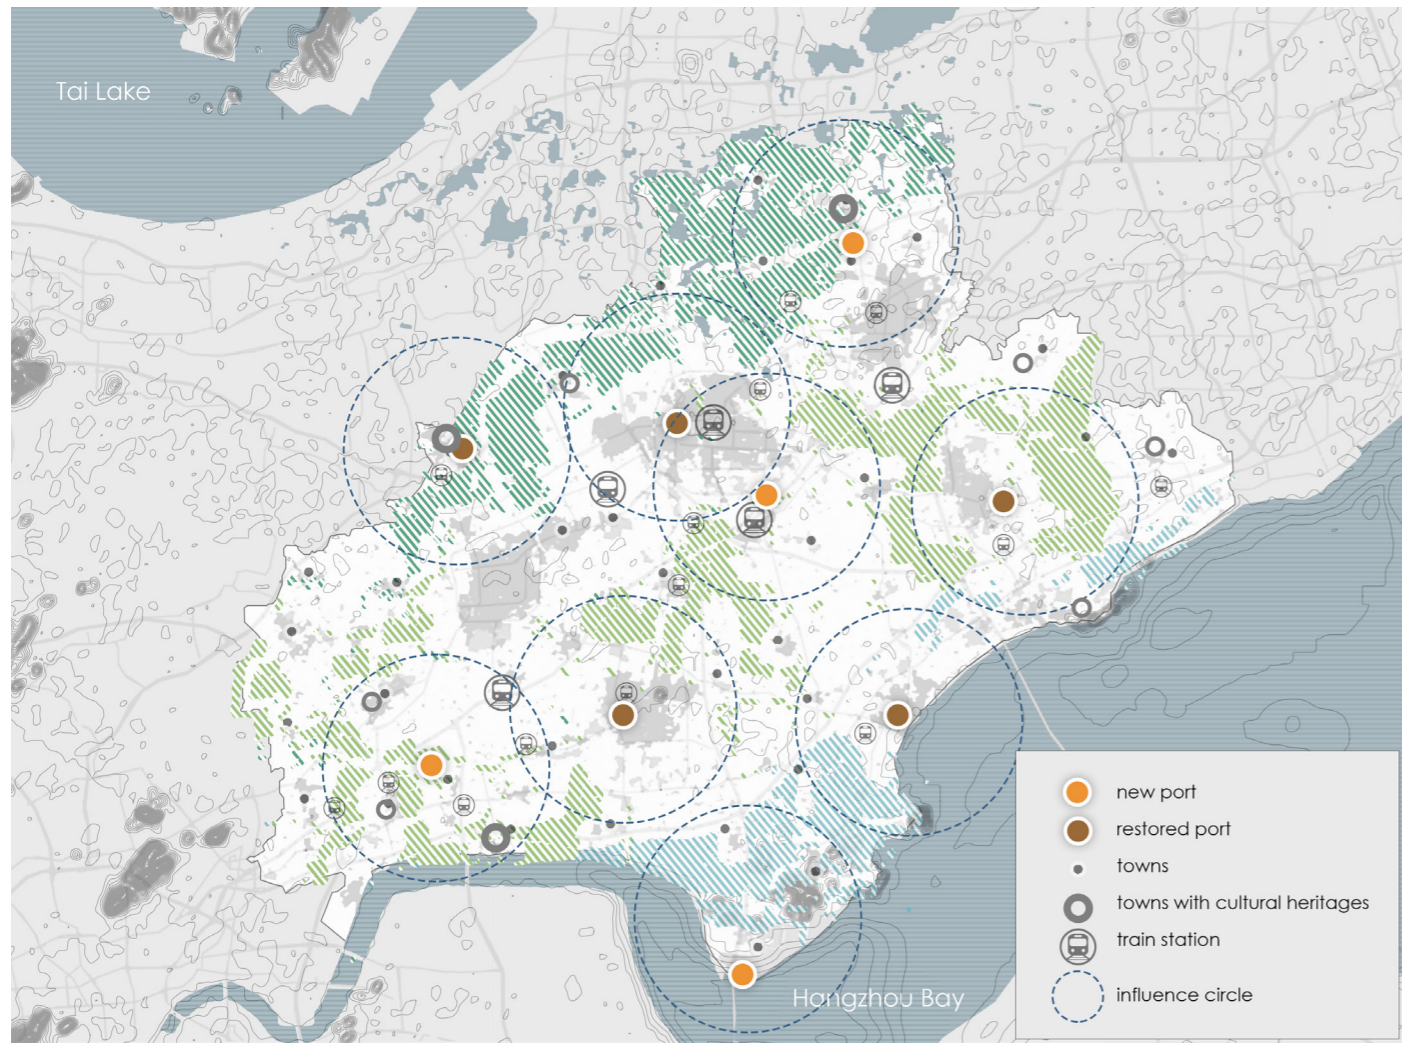 Tai Lake
new port
restored port
towns
towns with cultural heritages
train station
Hangzhou Bay
influence circle